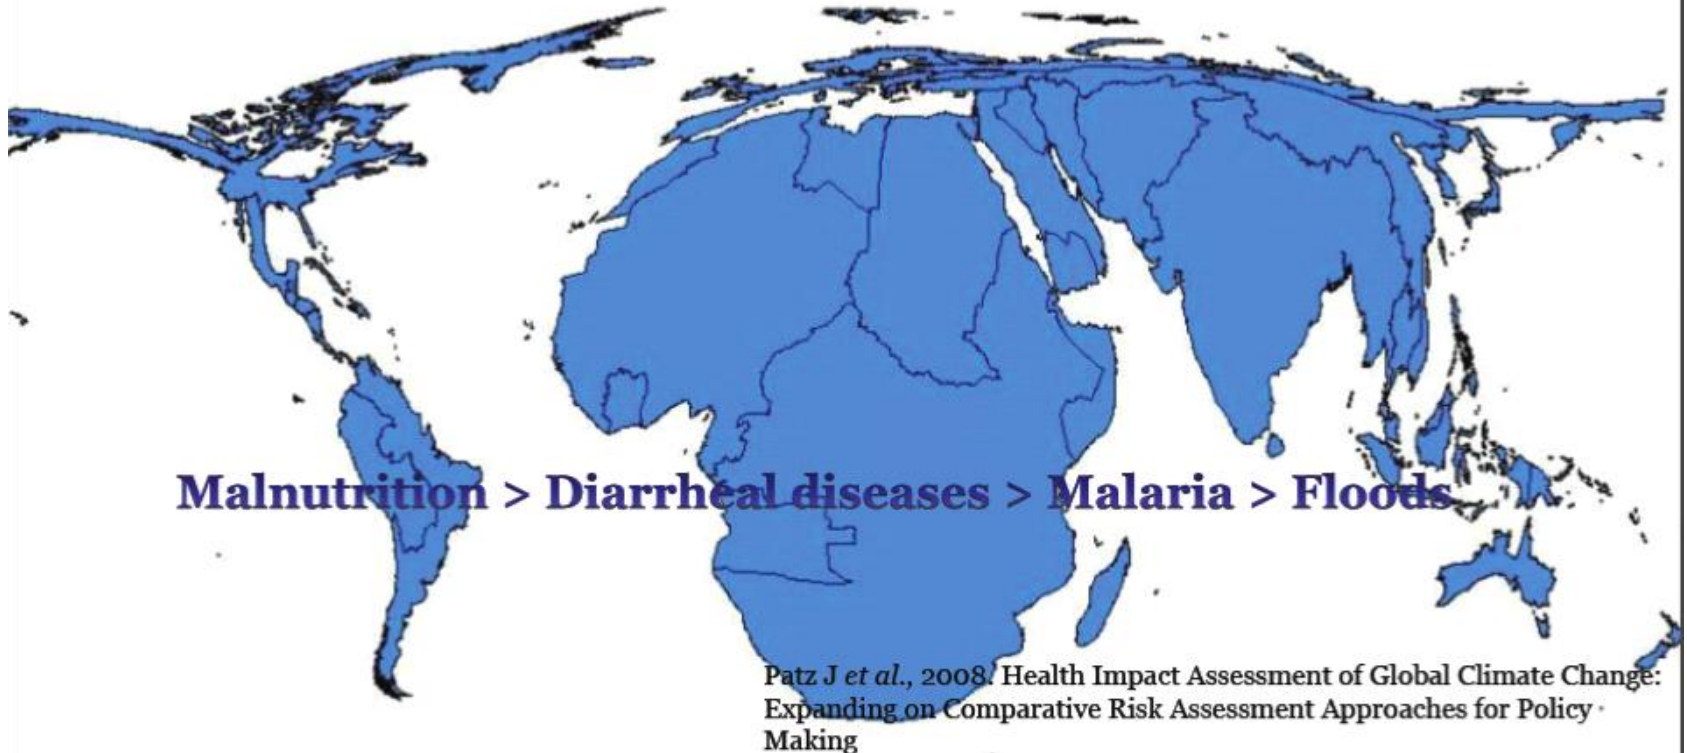 Malnutrition > Diarrheal diseases > Malaria > Floods
Patz J et al., 2008. Health Impact Assessment of Global Climate Change:
Expanding on Comparative Risk Assessment Approaches for Policy
Making